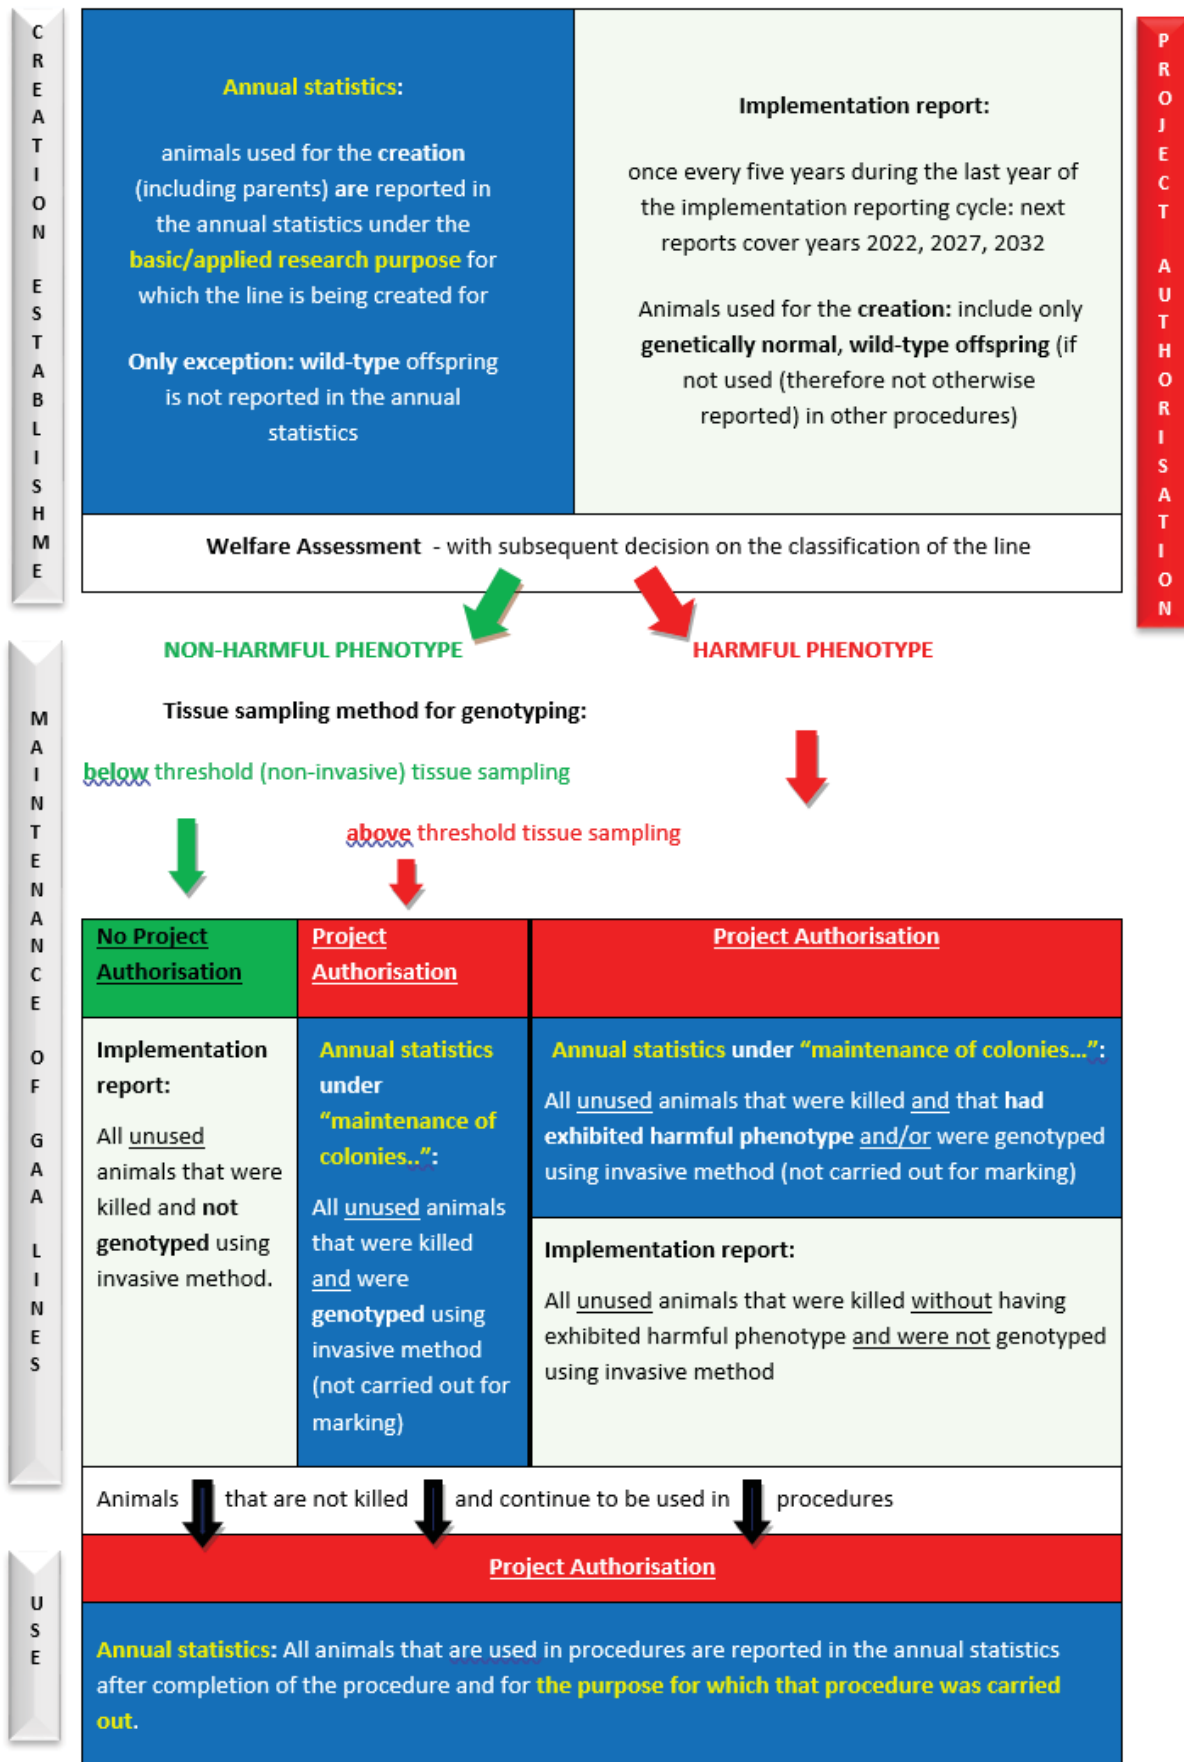 CREATION ESTABLISHME
Annual statistics:
animals used for the creation
(including parents) are reported in
the annual statistics under the
basic/applied research purpose for
which the line is being created for
Only exception: wild-type offspring
is not reported in the annual
statistics
Implementation report:
once every five years during the last year of
the implementation reporting cycle: next
reports cover years 2022, 2027, 2032
Animals used for the creation: include only
genetically normal, wild-type offspring (if
not used (therefore not otherwise
reported) in other procedures)
PROJECT AUTHORISATION
Welfare Assessment - with subsequent decision on the classification of the line
NON-HARMFUL PHENOTYPE
HARMFUL PHENOTYPE
MAINTENANCE OF GAA LINES
Tissue sampling method for genotyping:
below threshold (non-invasive) tissue sampling
above threshold tissue sampling
No Project
Authorisation
Implementation
report:
All unused
animals that were
killed and not
genotyped using
invasive method.
Project
Authorisation
Annual statistics
under
"maintenance of
colonies..":
All unused animals
that were killed
and were
genotyped using
invasive method
(not carried out for
marking)
Project Authorisation
Annual statistics under "maintenance of colonies…":
All unused animals that were killed and that had
exhibited harmful phenotype and/or were genotyped
using invasive method (not carried out for marking)
Implementation report:
All unused animals that were killed without having
exhibited harmful phenotype and were not genotyped
using invasive method
Animals that are not killed and continue to be used in procedures
USE
Project Authorisation
Annual statistics: All animals that are used in procedures are reported in the annual statistics
after completion of the procedure and for the purpose for which that procedure was carried
out.